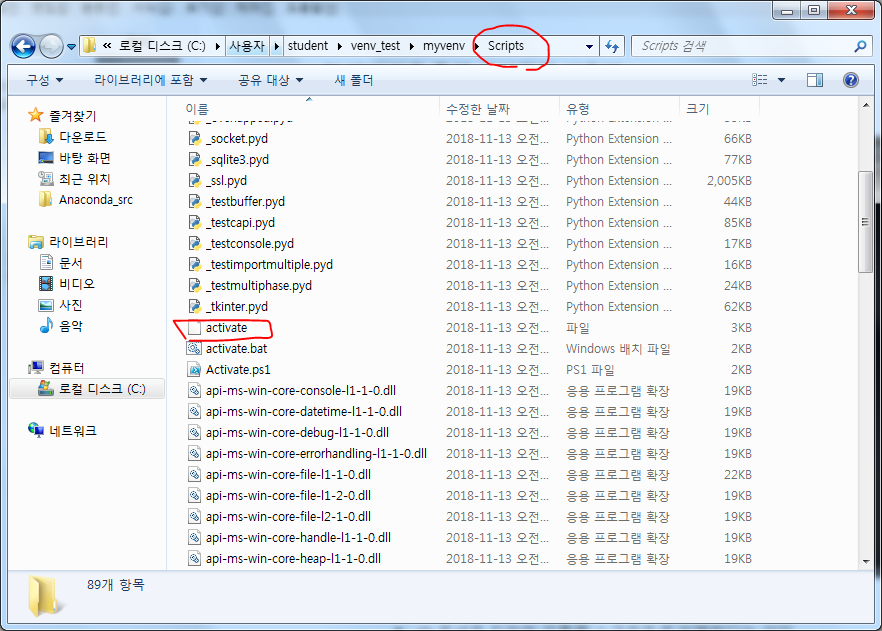 « 로컬 디스크 (C:) ▸ 사용자 ▸ student ▸ venv_test ▸ myvenv ▸ Scripts
Scripts 검색
구성 ▼ 라이브러리에 포함 ▼ 공유 대상 ▼ 새 폴더
즐겨찾기
다운로드
바탕 화면
최근 위치
Anaconda_src
라이브러리
문서
비디오
사진
음악
컴퓨터
로컬 디스크 (C:)
네트워크
이름 수정한 날짜 유형 크기
_socket.pyd 2018-11-13 오전... Python Extension ... 66KB
_sqlite3.pyd 2018-11-13 오전... Python Extension ... 77KB
_ssl.pyd 2018-11-13 오전... Python Extension ... 2,005KB
_testbuffer.pyd 2018-11-13 오전... Python Extension ... 44KB
_testcapi.pyd 2018-11-13 오전... Python Extension ... 85KB
_testconsole.pyd 2018-11-13 오전... Python Extension ... 17KB
_testimportmultiple.pyd 2018-11-13 오전... Python Extension ... 16KB
_testmultiphase.pyd 2018-11-13 오전... Python Extension ... 24KB
_tkinter.pyd 2018-11-13 오전... Python Extension ... 62KB
activate 2018-11-13 오전... 파일 3KB
activate.bat 2018-11-13 오전... Windows 배치 파일 2KB
Activate.ps1 2018-11-13 오전... PS1 파일 2KB
api-ms-win-core-console-l1-1-0.dll 2018-11-13 오전... 응용 프로그램 확장 19KB
api-ms-win-core-datetime-l1-1-0.dll 2018-11-13 오전... 응용 프로그램 확장 19KB
api-ms-win-core-debug-l1-1-0.dll 2018-11-13 오전... 응용 프로그램 확장 19KB
api-ms-win-core-errorhandling-l1-1-0.dll 2018-11-13 오전... 응용 프로그램 확장 19KB
api-ms-win-core-file-l1-1-0.dll 2018-11-13 오전... 응용 프로그램 확장 22KB
api-ms-win-core-file-l1-2-0.dll 2018-11-13 오전... 응용 프로그램 확장 19KB
api-ms-win-core-file-l2-1-0.dll 2018-11-13 오전... 응용 프로그램 확장 19KB
api-ms-win-core-handle-l1-1-0.dll 2018-11-13 오전... 응용 프로그램 확장 19KB
api-ms-win-core-heap-l1-1-0.dll 2018-11-13 오전... 응용 프로그램 확장 19KB
89개 항목